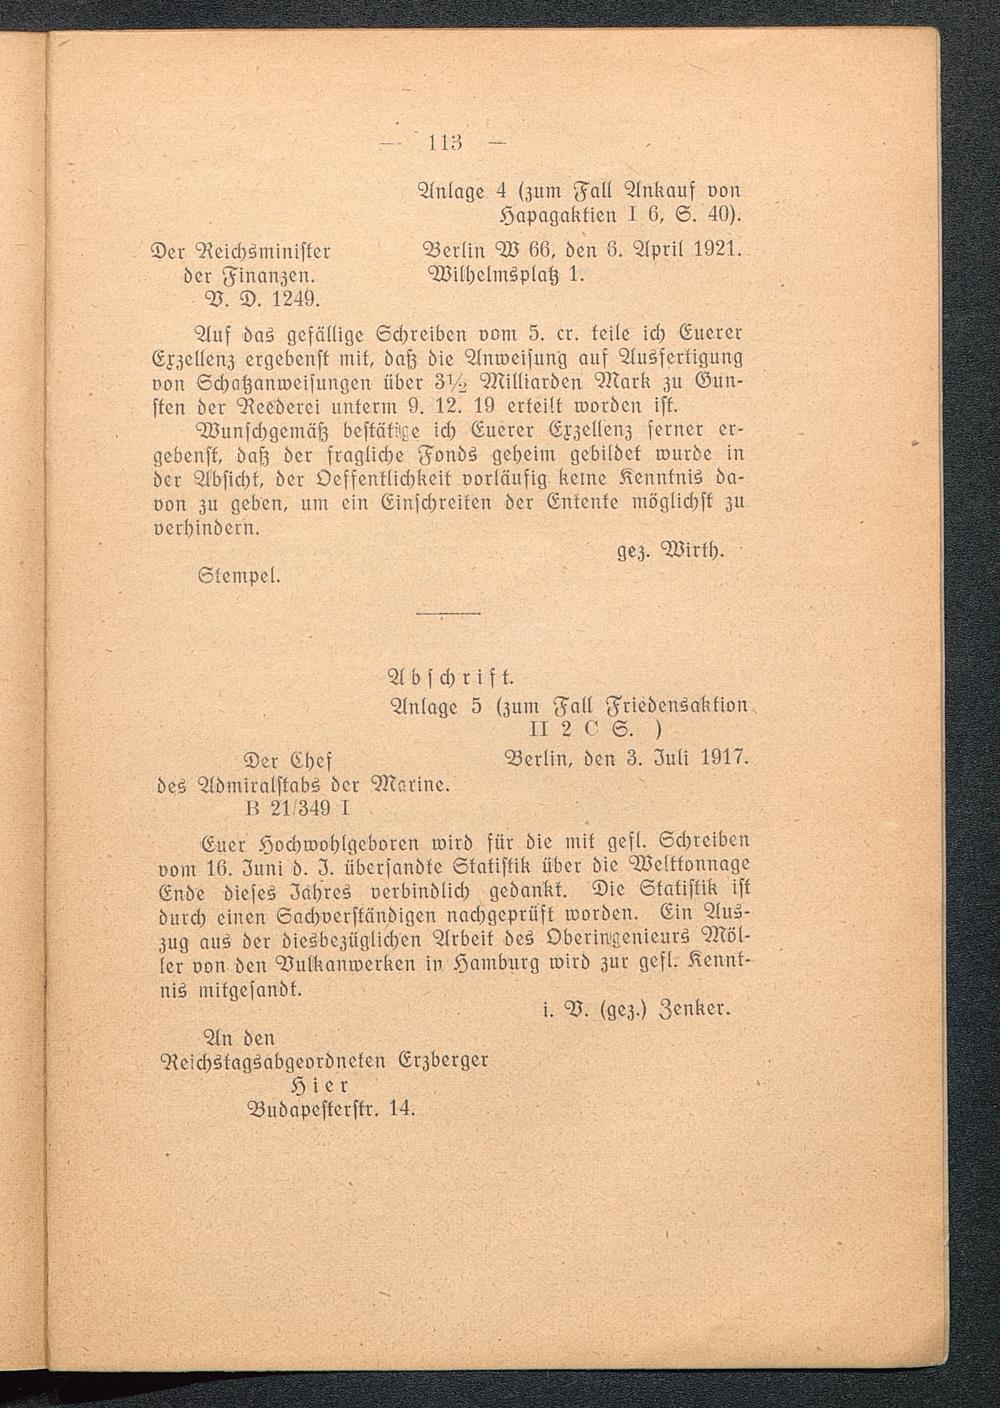 — 113 —
Anlage 4 (zum Fall Ankauf von
Hapagaktien I 6, S. 40).
Der Reichsminister
der Finanzen.
V. D. 1249.
Berlin W 66, den 6. April 1921.
Wilhelmsplatz 1.
Auf das gefällige Schreiben vom 5. cr. teile ich Euerer
Exzellenz ergebenst mit, daß die Anweisung auf Ausfertigung
von Schatzanweisungen über 3½ Milliarden Mark zu Gun-
sten der Reederei unterm 9. 12. 19 erteilt worden ist.
Wunschgemäß bestätige ich Euerer Exzellenz ferner er-
gebenst, daß der fragliche Fonds geheim gebildet wurde in
der Absicht, der Oeffentlichkeit vorläufig keine Kenntnis da-
von zu geben, um ein Einschreiten der Entente möglichst zu
verhindern.
gez. Wirth.
Stempel.
Abschrift.
Anlage 5 (zum Fall Friedensaktion
II 2 C S. )
Der Chef
des Admiralstabs der Marine.
B 21/349 I
Berlin, den 3. Juli 1917.
Euer Hochwohlgeboren wird für die mit gefl. Schreiben
vom 16. Juni d. J. übersandte Statistik über die Welttonnage
Ende dieses Jahres verbindlich gedankt. Die Statistik ist
durch einen Sachverständigen nachgeprüft worden. Ein Aus-
zug aus der diesbezüglichen Arbeit des Oberingenieurs Möl-
ler von den Vulkanwerken in Hamburg wird zur gefl. Kennt-
nis mitgesandt.
i. V. (gez.) Zenker.
An den
Reichstagsabgeordneten Erzberger
Hier
Budapesterstr. 14.